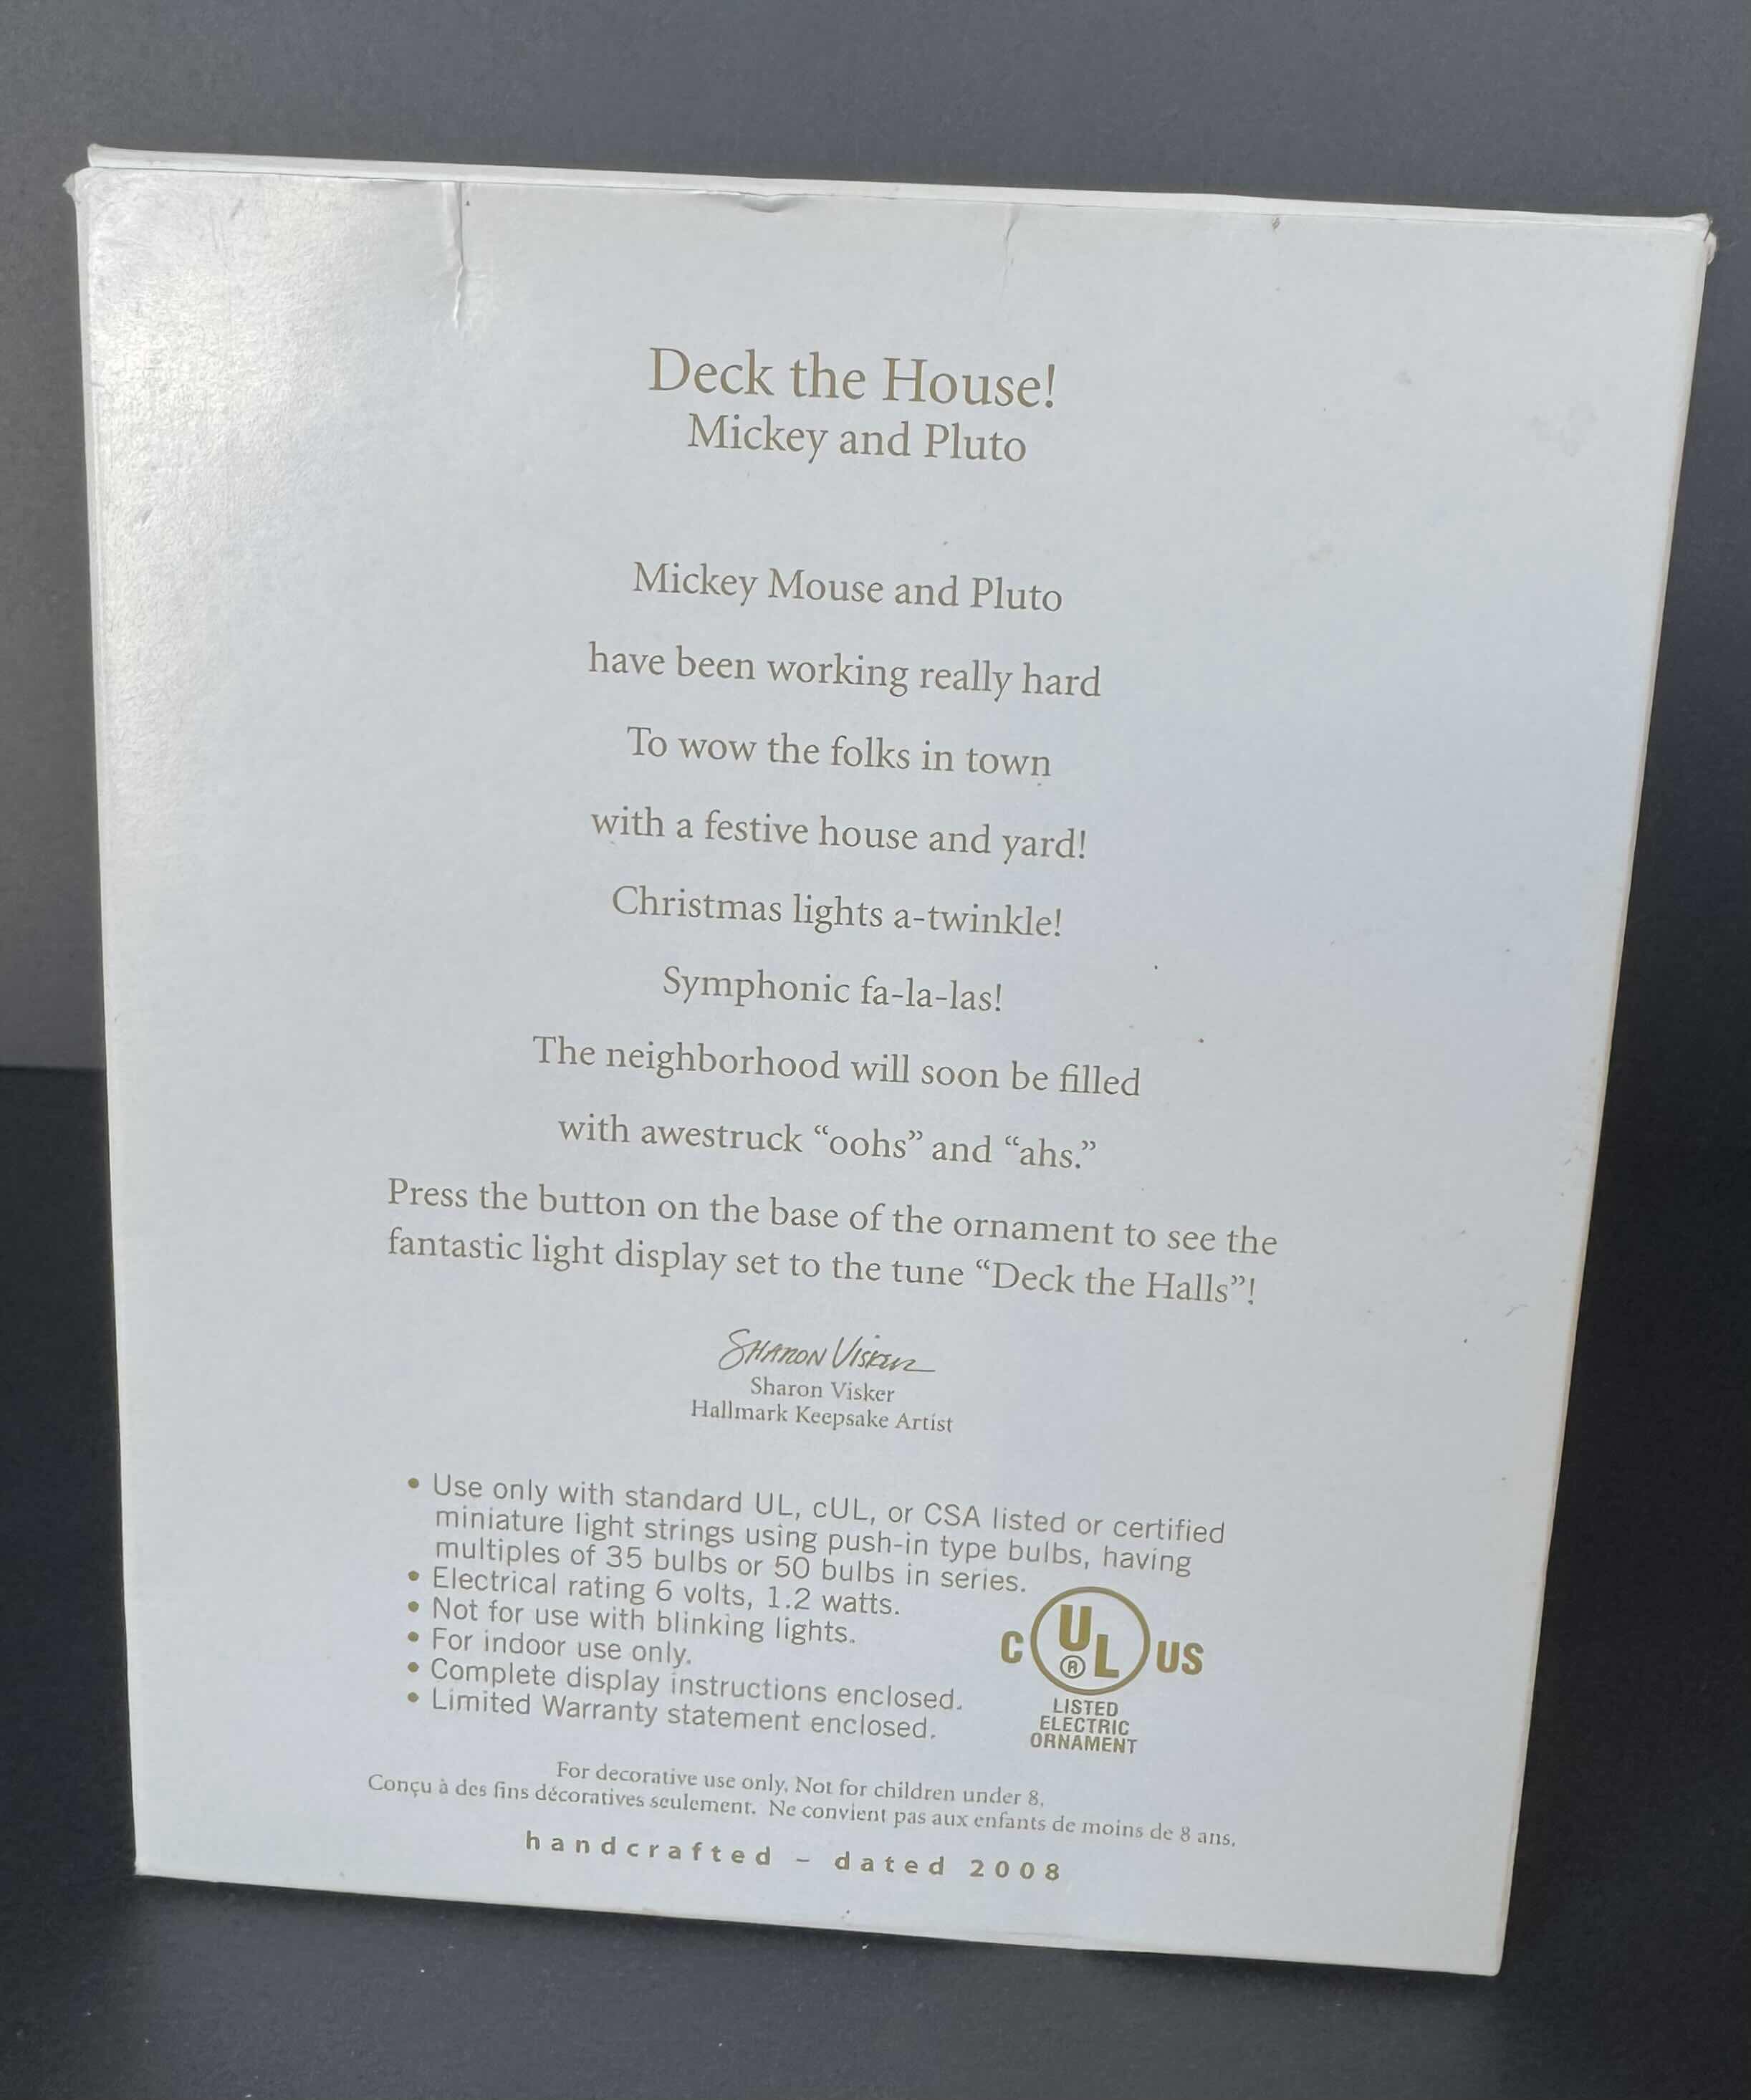 Deck the House!
Mickey and Pluto
Mickey Mouse and Pluto
have been working really hard
To wow the folks in town
with a festive house and yard!
Christmas lights a-twinkle!
Symphonic fa-la-las!
The neighborhood will soon be filled
with awestruck “oohs” and “ahs.”
Press the button on the base of the ornament to see the
fantastic light display set to the tune “Deck the Halls”!
Sharon Visker
Sharon Visker
Hallmark Keepsake Artist
• Use only with standard UL, cUL, or CSA listed or certified
miniature light strings using push-in type bulbs, having
multiples of 35 bulbs or 50 bulbs in series.
• Electrical rating 6 volts, 1.2 watts.
• Not for use with blinking lights.
• For indoor use only.
• Complete display instructions enclosed.
• Limited Warranty statement enclosed.
C UL® US
LISTED
ELECTRIC
ORNAMENT
For decorative use only. Not for children under 8.
Conçu à des fins décoratives seulement. Ne convient pas aux enfants de moins de 8 ans.
handcrafted – dated 2008